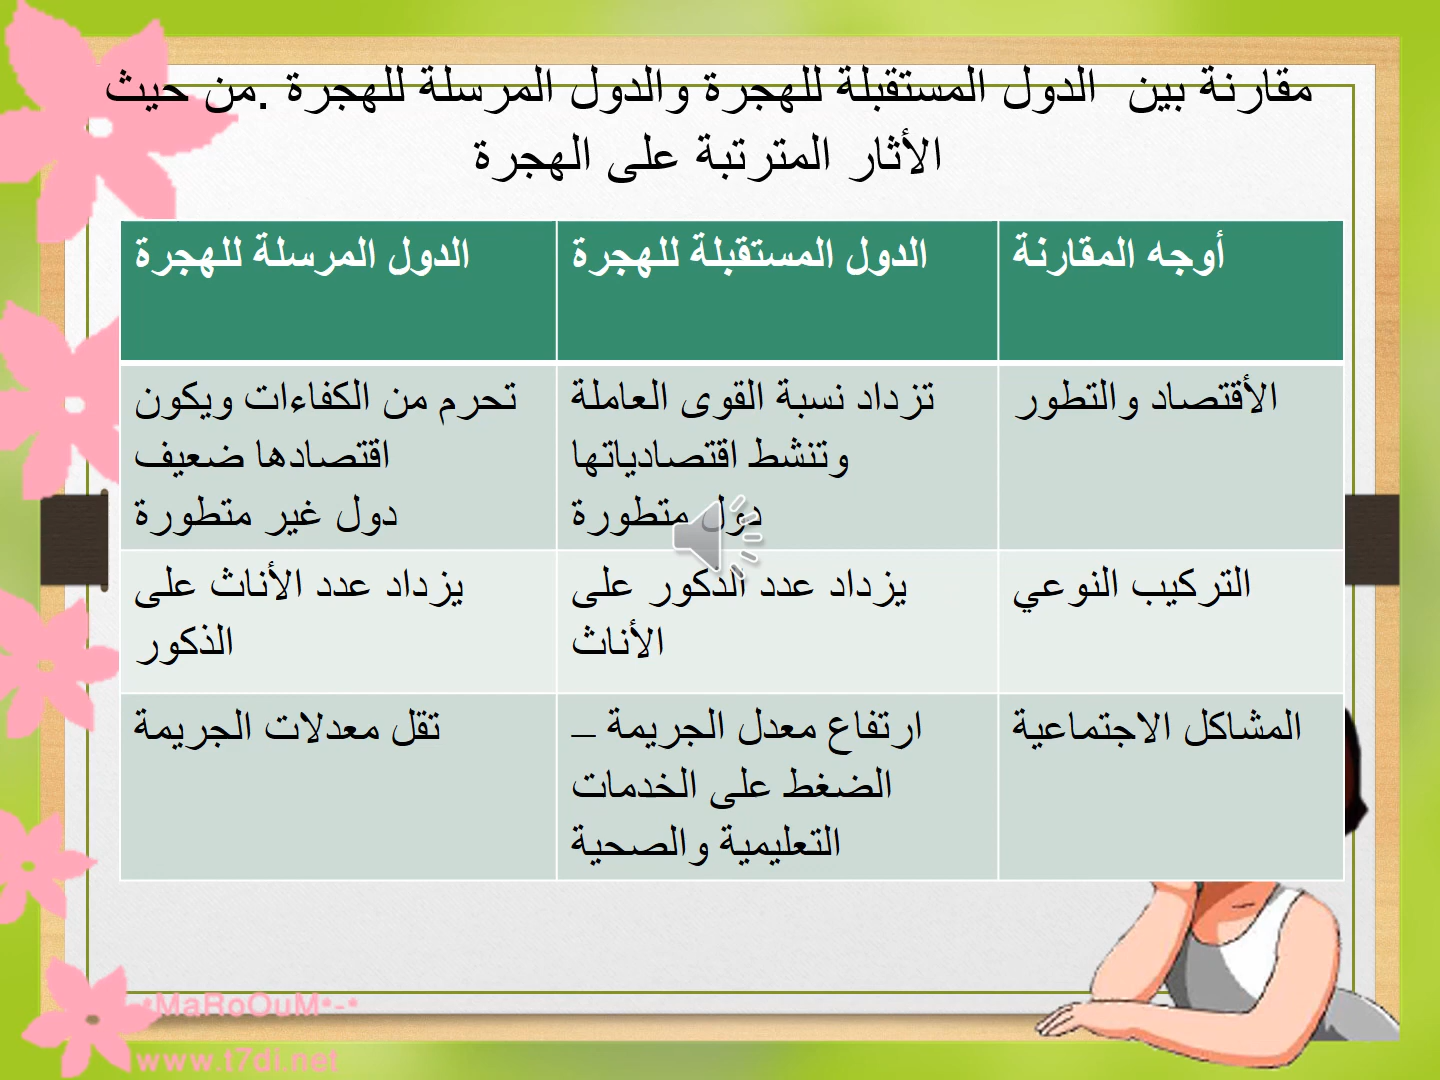 مقارنة بين الدول المستقبلة للهجرة والدول المرسلة للهجرة .من حيث
الأثار المترتبة على الهجرة
أوجه المقارنة
الدول المستقبلة للهجرة
الدول المرسلة للهجرة
الأقتصاد والتطور
تزداد نسبة القوى العاملة
وتنشط اقتصادياتها
دول متطورة
تحرم من الكفاءات ويكون
اقتصادها ضعيف
دول غير متطورة
التركيب النوعي
يزداد عدد الذكور على
الأناث
يزداد عدد الأناث على
الذكور
المشاكل الاجتماعية
ارتفاع معدل الجريمة –
الضغط على الخدمات
التعليمية والصحية
تقل معدلات الجريمة
•MaRoOuM•-•
www.t7di.net